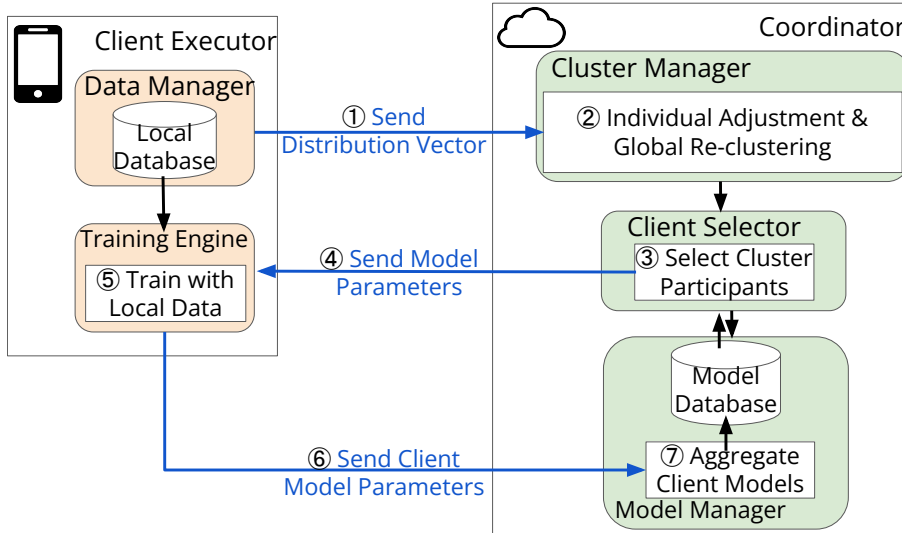 Client Executor
Data Manager
Local
Database
Training Engine
⑤ Train with
Local Data
① Send
Distribution Vector
④ Send Model
Parameters
⑥ Send Client
Model Parameters
Coordinator
Cluster Manager
② Individual Adjustment &
Global Re-clustering
Client Selector
③ Select Cluster
Participants
Model
Database
⑦ Aggregate
Client Models
Model Manager